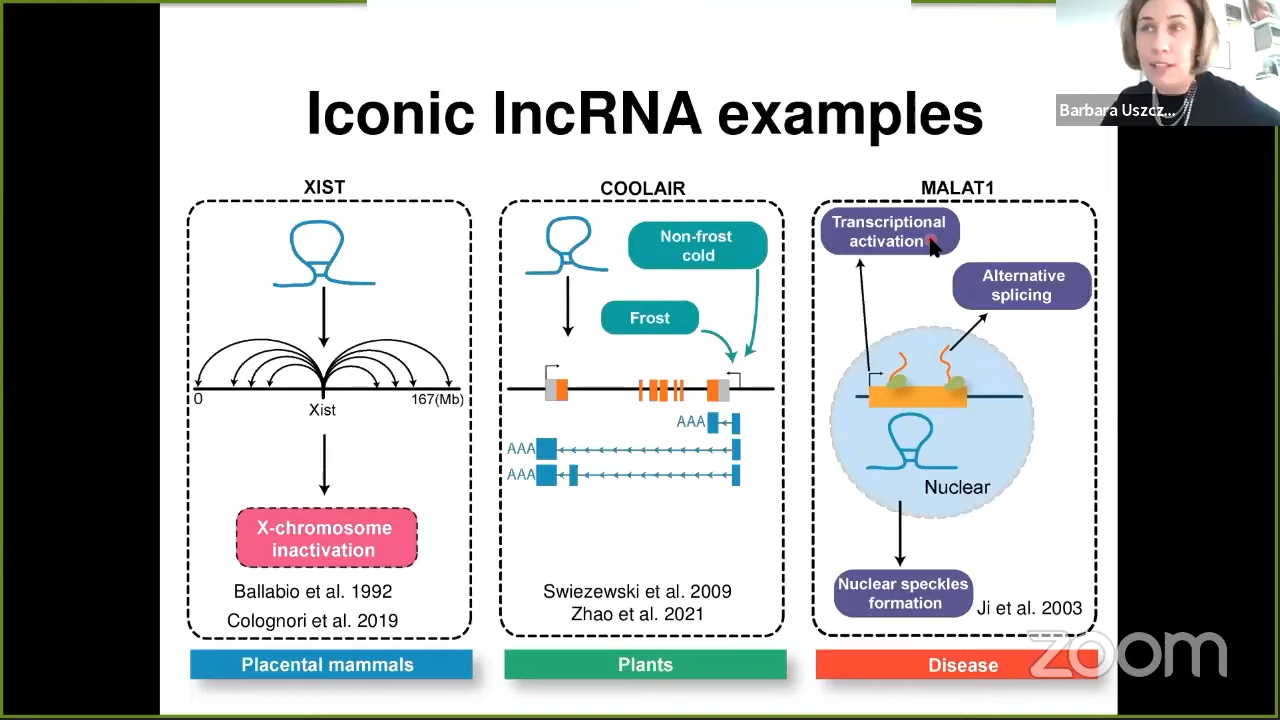 Iconic lncRNA examples
Barbara Uszcz...
XIST
0
Xist
167(Mb)
X-chromosome
inactivation
Ballabio et al. 1992
Colognori et al. 2019
Placental mammals
COOLAIR
Non-frost
cold
Frost
AAA
AAA
AAA
Swiezewski et al. 2009
Zhao et al. 2021
Plants
MALAT1
Transcriptional
activation
Alternative
splicing
Nuclear
Nuclear speckles
formation
Ji et al. 2003
Disease
zoom